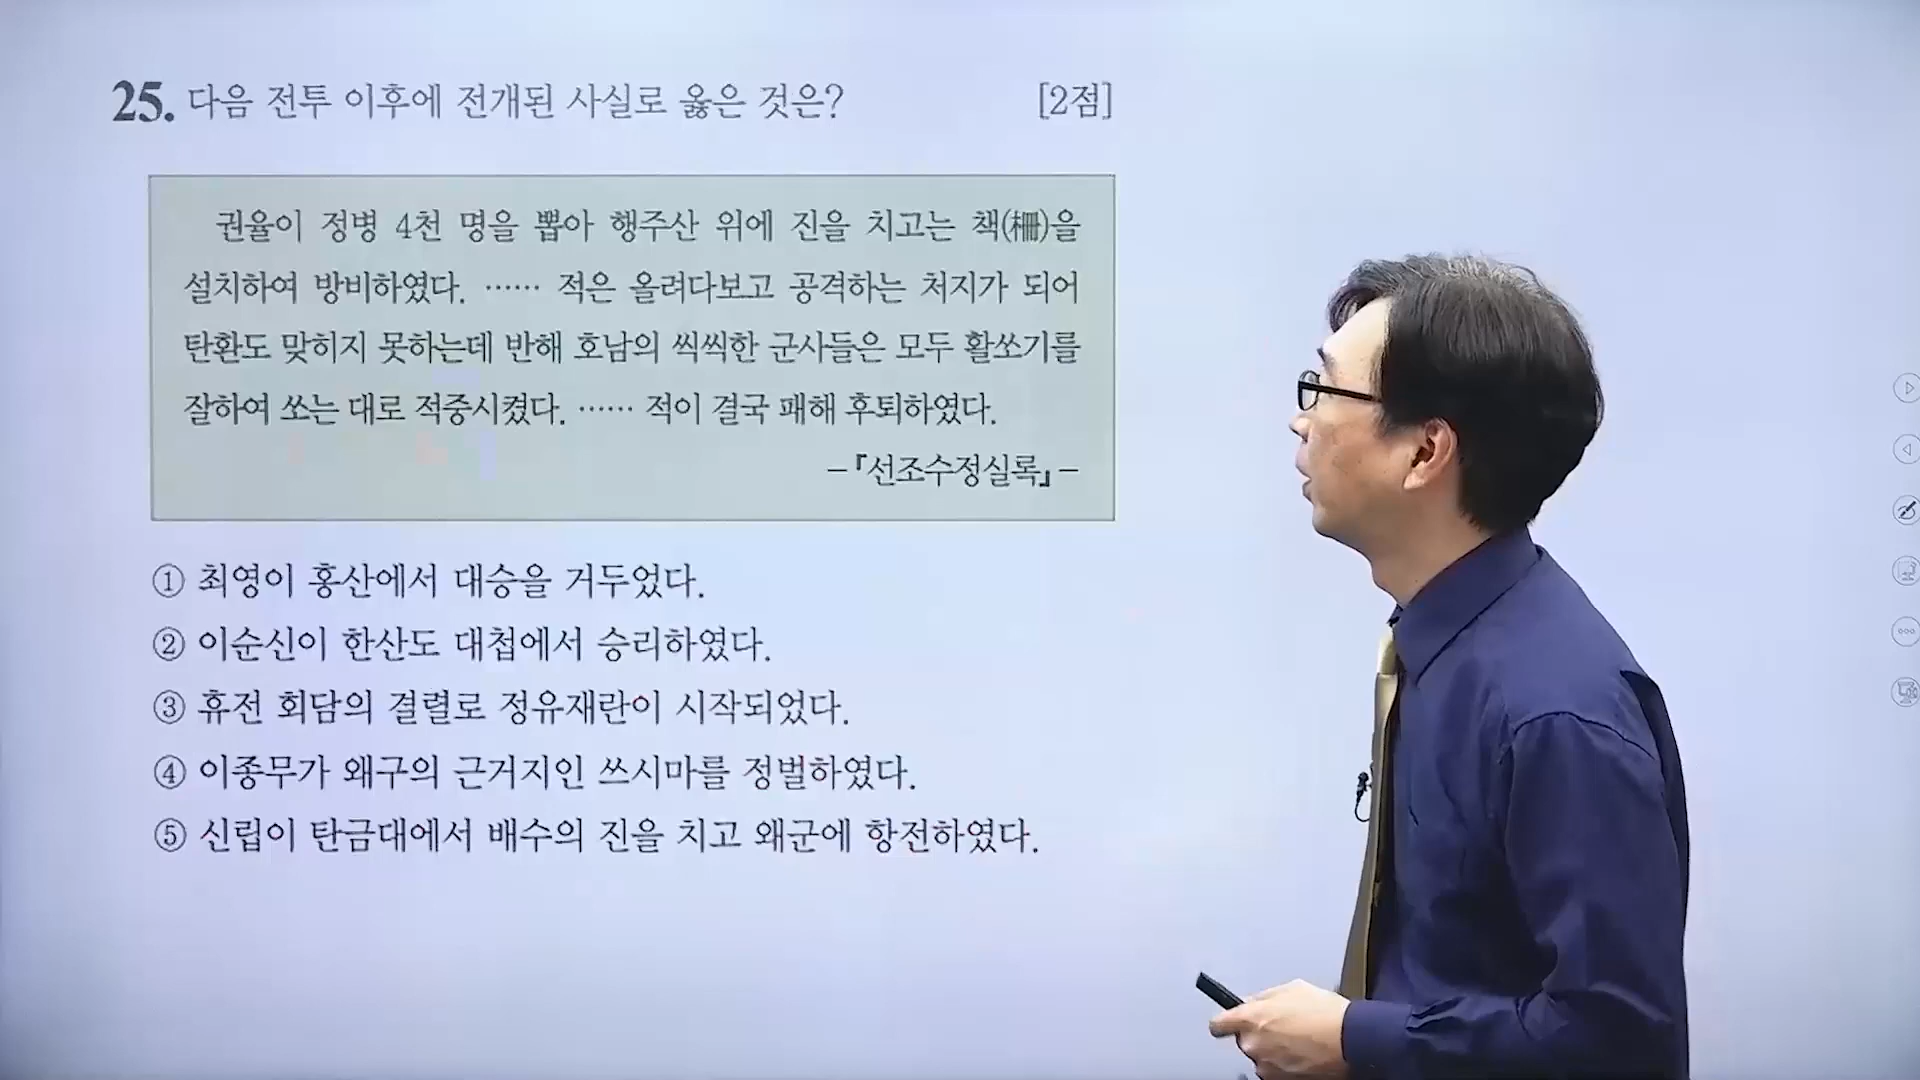 25. 다음 전투 이후에 전개된 사실로 옳은 것은? [2점]
권율이 정병 4천 명을 뽑아 행주산 위에 진을 치고는 책(柵)을
설치하여 방비하였다. …… 적은 올려다보고 공격하는 처지가 되어
탄환도 맞히지 못하는데 반해 호남의 씩씩한 군사들은 모두 활쏘기를
잘하여 쏘는 대로 적중시켰다. …… 적이 결국 패해 후퇴하였다.
－『선조수정실록』－
① 최영이 홍산에서 대승을 거두었다.
② 이순신이 한산도 대첩에서 승리하였다.
③ 휴전 회담의 결렬로 정유재란이 시작되었다.
④ 이종무가 왜구의 근거지인 쓰시마를 정벌하였다.
⑤ 신립이 탄금대에서 배수의 진을 치고 왜군에 항전하였다.